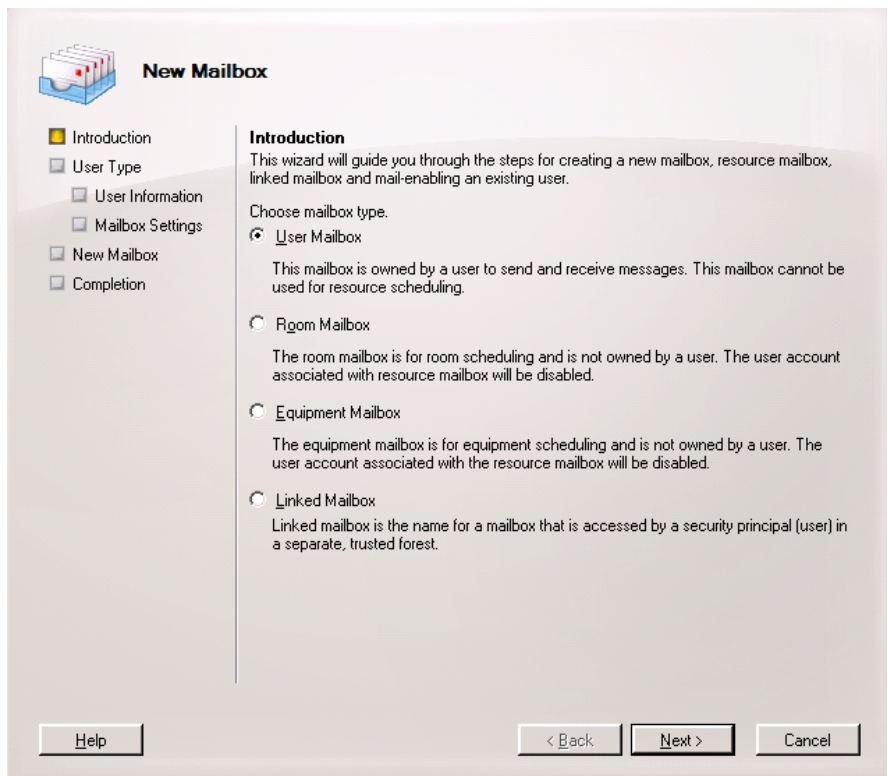 New Mailbox
Introduction
User Type
User Information
Mailbox Settings
New Mailbox
Completion
Introduction
This wizard will guide you through the steps for creating a new mailbox, resource mailbox,
linked mailbox and mail-enabling an existing user.
Choose mailbox type.
User Mailbox
This mailbox is owned by a user to send and receive messages. This mailbox cannot be
used for resource scheduling.
Room Mailbox
The room mailbox is for room scheduling and is not owned by a user. The user account
associated with resource mailbox will be disabled.
Equipment Mailbox
The equipment mailbox is for equipment scheduling and is not owned by a user. The
user account associated with the resource mailbox will be disabled.
Linked Mailbox
Linked mailbox is the name for a mailbox that is accessed by a security principal (user) in
a separate, trusted forest.
Help
< Back
Next >
Cancel